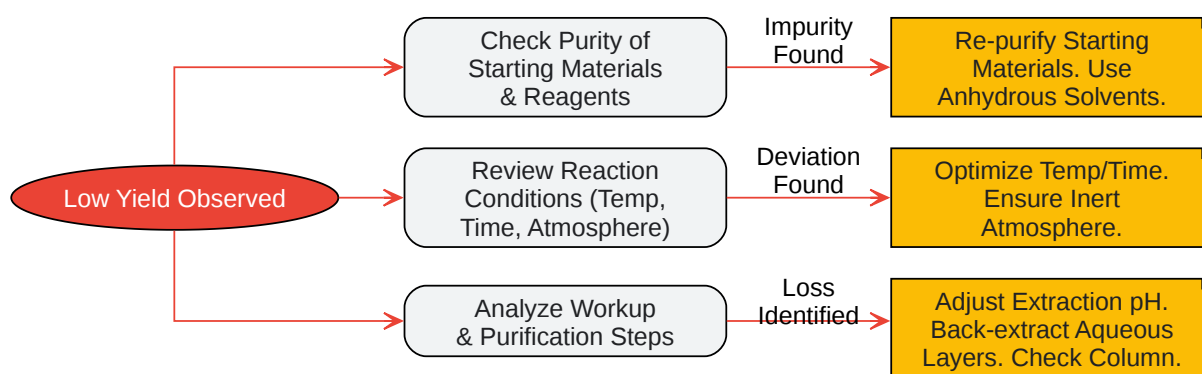 Check Purity of
Starting Materials
& Reagents
Impurity
Found
Re-purify Starting
Materials. Use
Anhydrous Solvents.
Low Yield Observed
Review Reaction
Conditions (Temp,
Time, Atmosphere)
Deviation
Found
Optimize Temp/Time.
Ensure Inert
Atmosphere.
Analyze Workup
& Purification Steps
Loss
Identified
Adjust Extraction pH.
Back-extract Aqueous
Layers. Check Column.